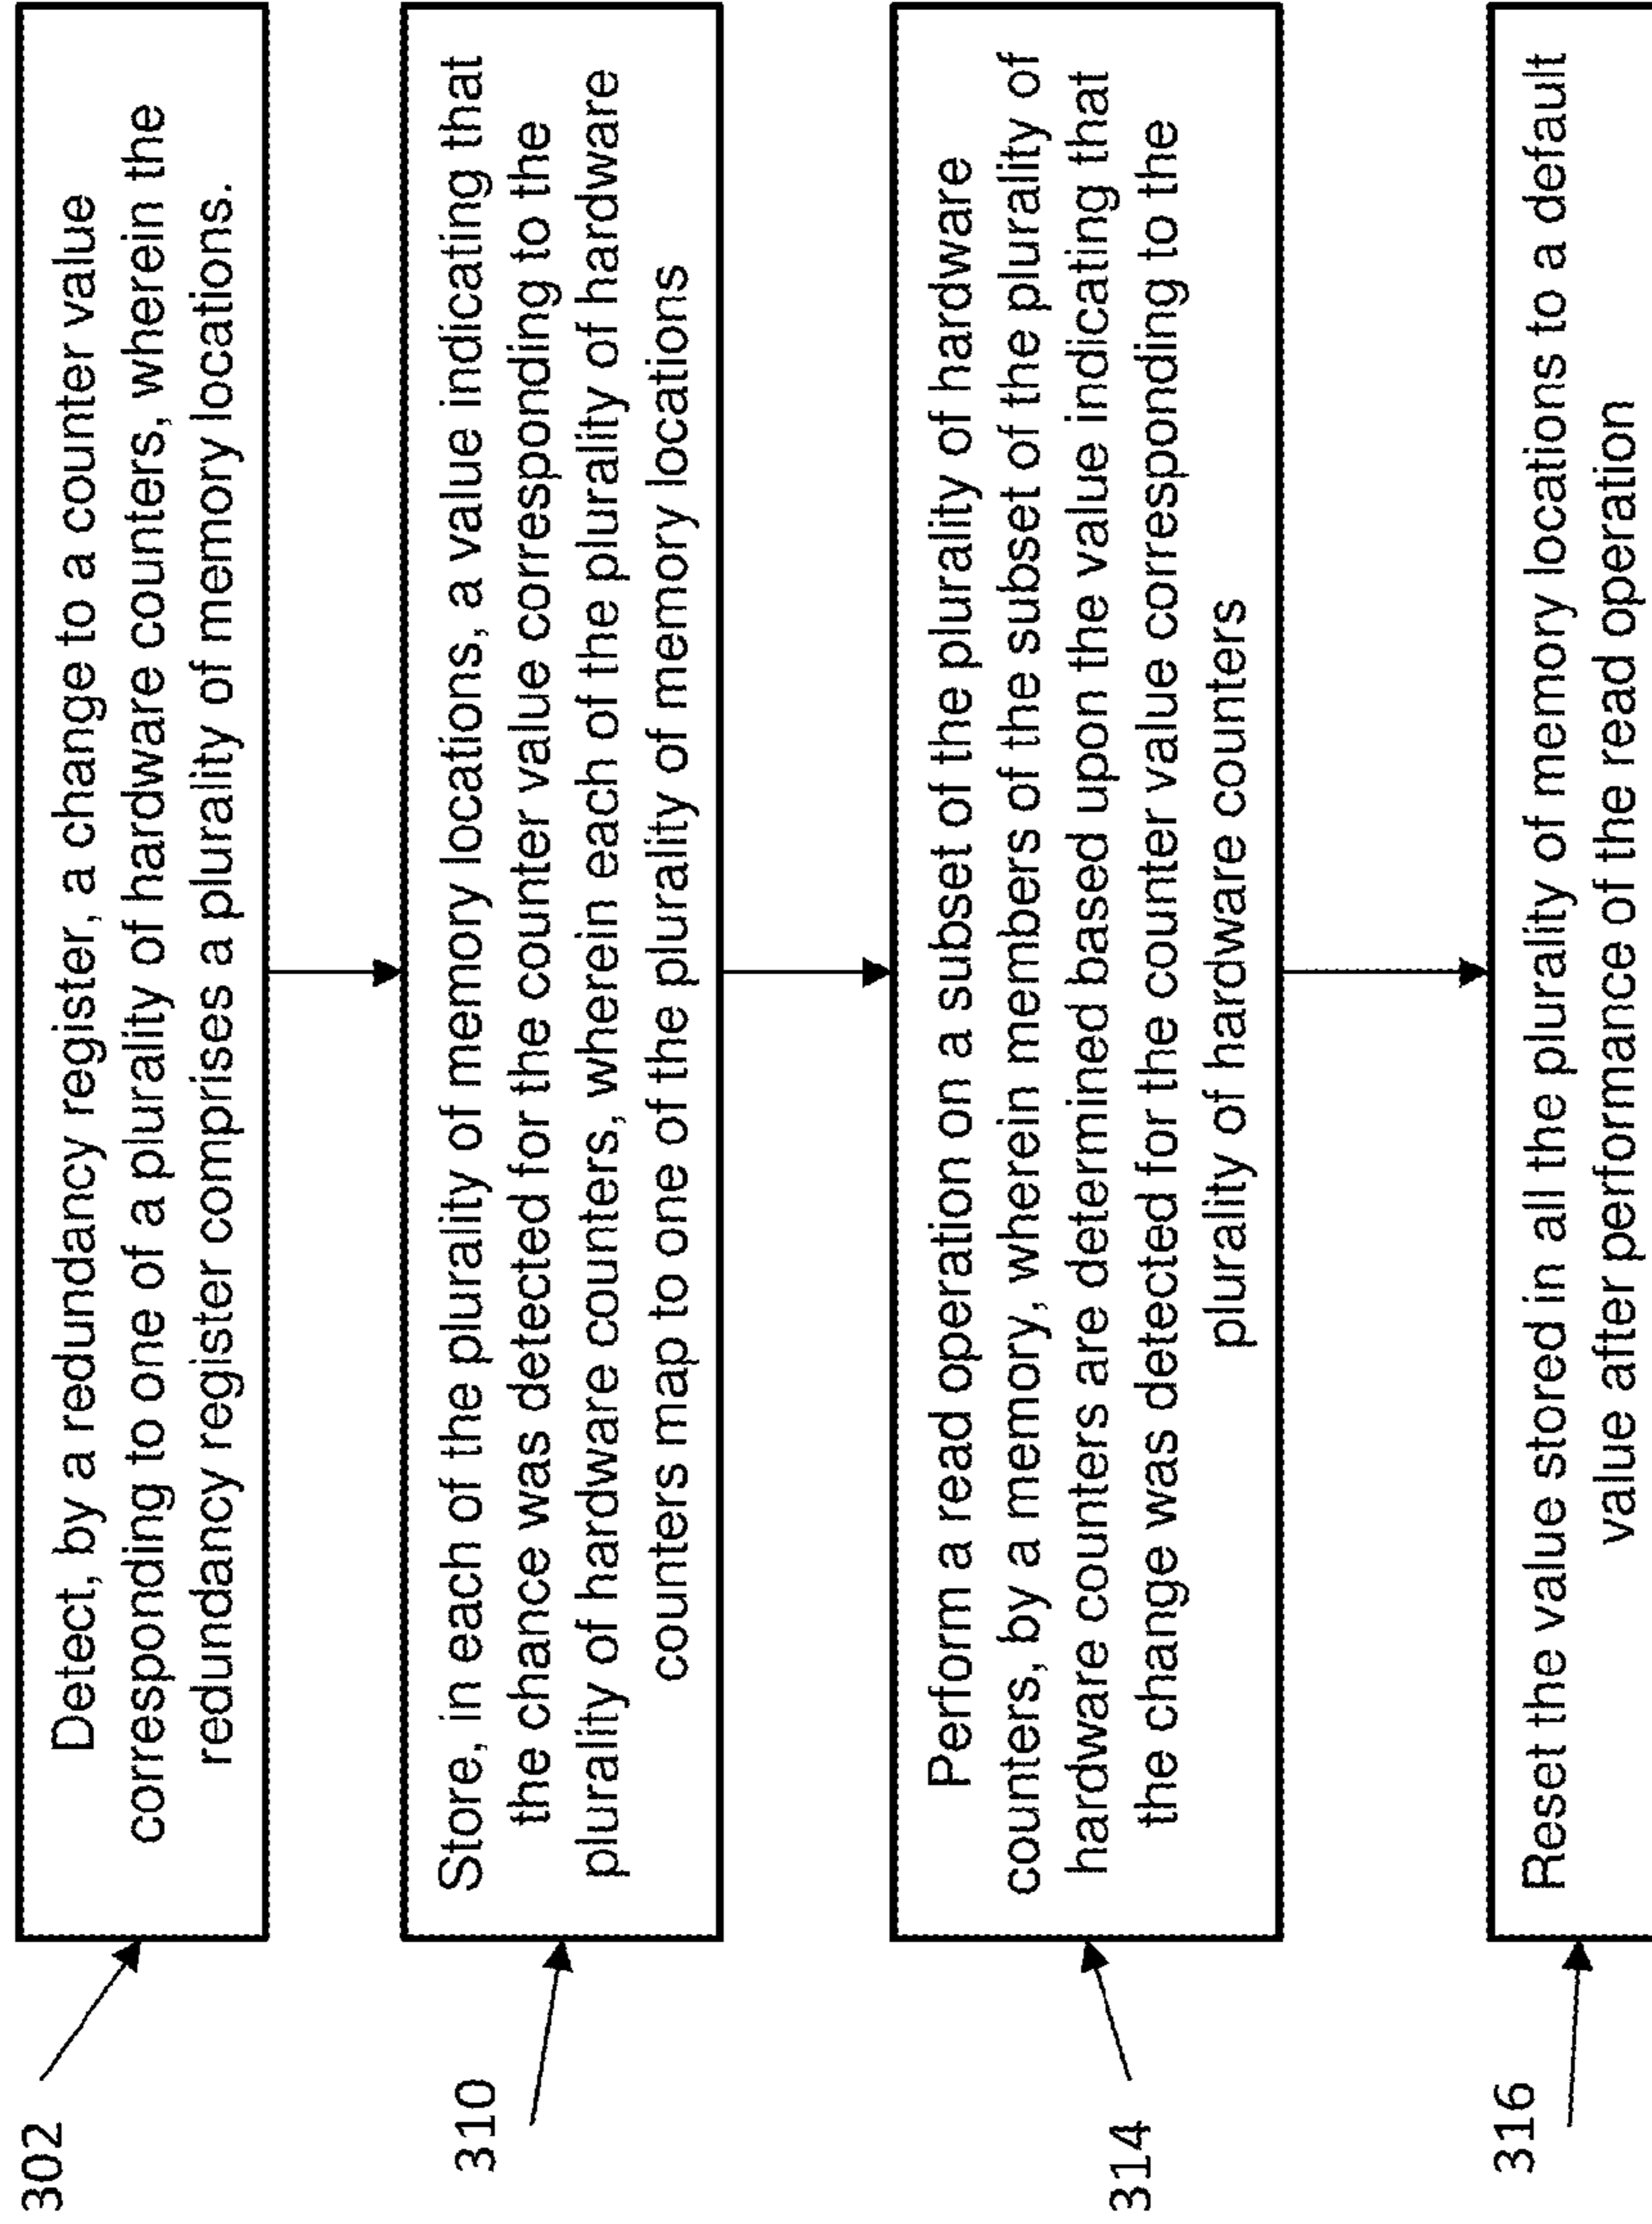 302
Detect, by a redundancy register, a change to a counter value
corresponding to one of a plurality of hardware counters, wherein the
redundancy register comprises a plurality of memory locations.
310
Store, in each of the plurality of memory locations, a value indicating that
the chance was detected for the counter value corresponding to the
plurality of hardware counters, wherein each of the plurality of hardware
counters map to one of the plurality of memory locations
314
Perform a read operation on a subset of the plurality of hardware
counters, by a memory, wherein members of the subset of the plurality of
hardware counters are determined based upon the value indicating that
the change was detected for the counter value corresponding to the
plurality of hardware counters
316
Reset the value stored in all the plurality of memory locations to a default
value after performance of the read operation